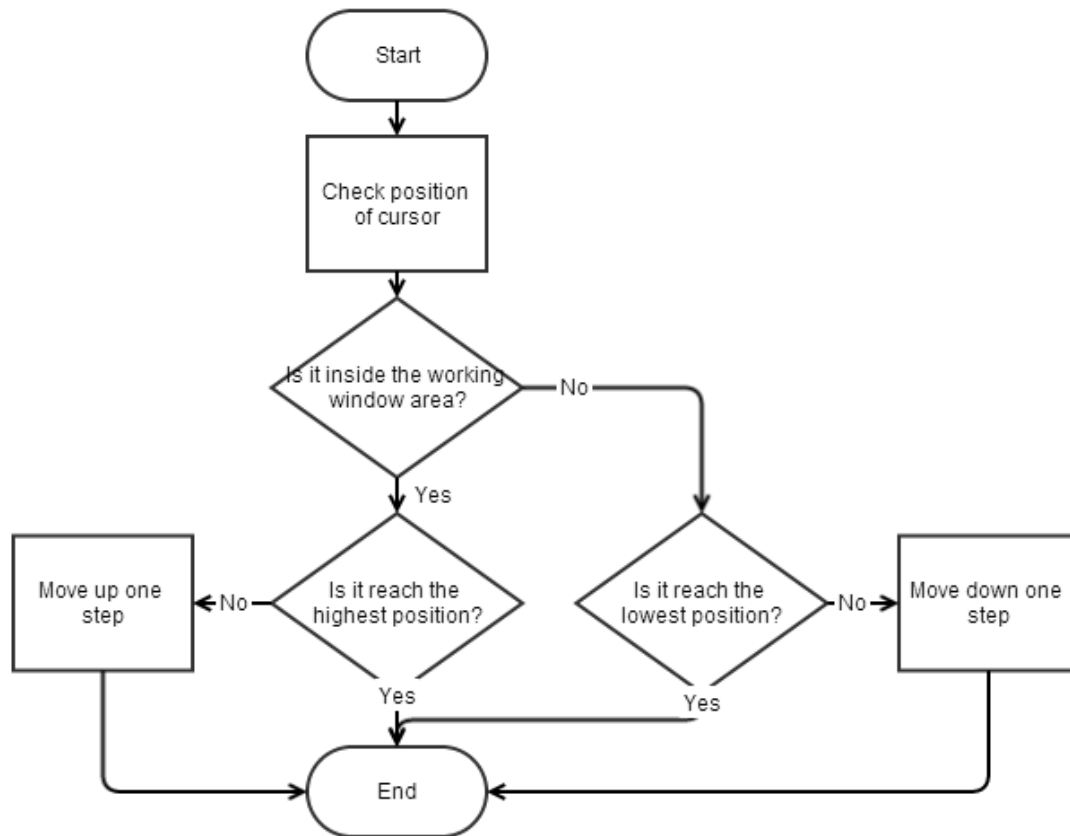 Start
Check position
of cursor
Is it inside the working
window area?
No
Yes
Move up one
step
No
Is it reach the
highest position?
Is it reach the
lowest position?
No
Move down one
step
Yes
Yes
End